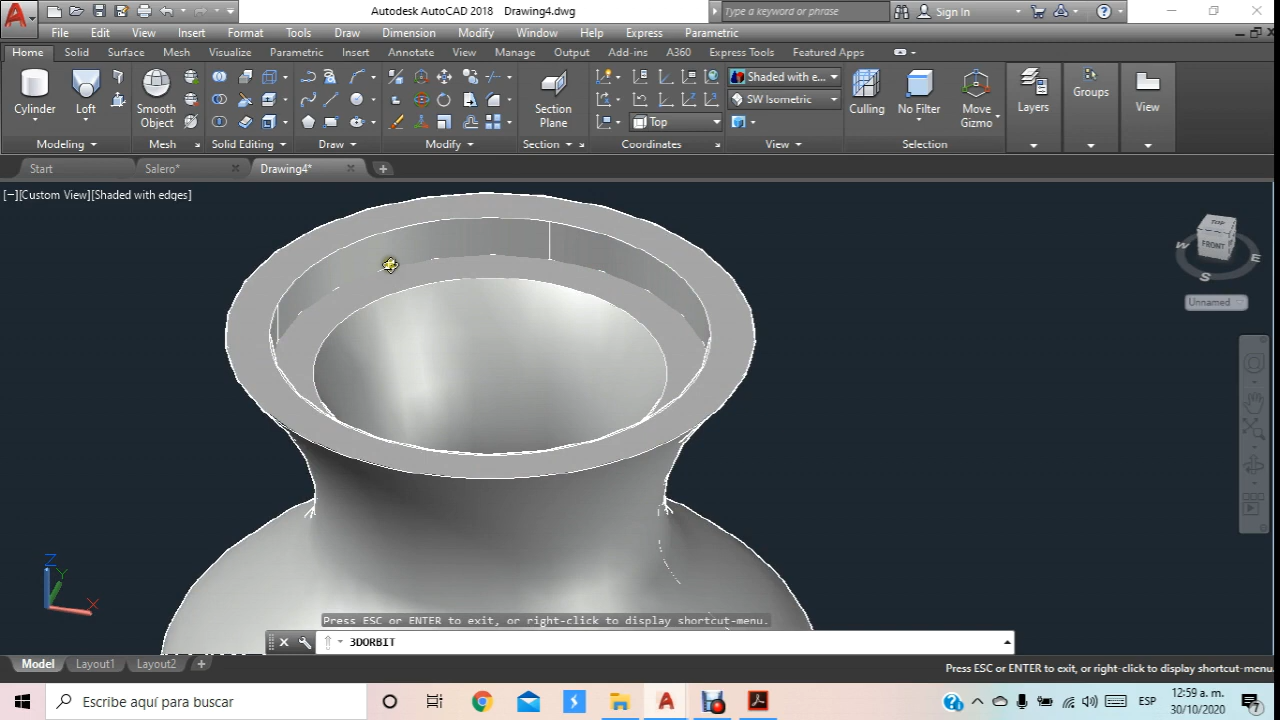 Autodesk AutoCAD 2018 Drawing4.dwg
Type a keyword or phrase
Sign In
File Edit View Insert Format Tools Draw Dimension Modify Window Help Express Parametric
Home Solid Surface Mesh Visualize Parametric Insert Annotate View Manage Output Add-ins A360 Express Tools Featured Apps
Cylinder
Loft
Smooth
Object
Section
Plane
Shaded with e...
SW Isometric
Top
Culling
No Filter
Move
Gizmo
Layers
Groups
View
Modeling Mesh Solid Editing Draw Modify Section Coordinates View Selection
Start Salero* Drawing4*
[−][Custom View][Shaded with edges]
TOP
FRONT
W
S
E
Unnamed
Z
Y
X
Press ESC or ENTER to exit, or right-click to display shortcut-menu.
3DORBIT
Model Layout1 Layout2
Press ESC or ENTER to exit, or right-click to display shortcut-menu.
Escribe aquí para buscar
ESP
12:59 a. m.
30/10/2020
7